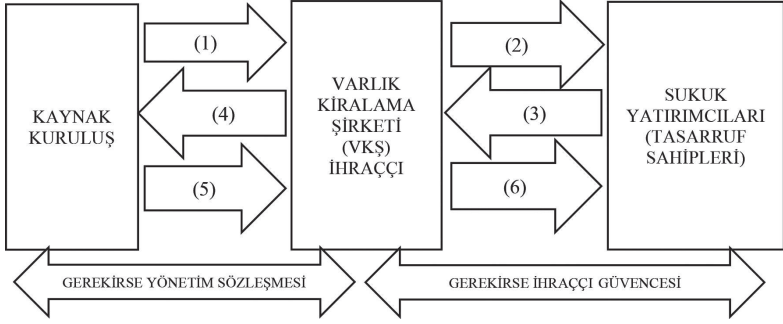 KAYNAK
KURULUŞ
(1)
(4)
(5)
VARLIK
KİRALAMA
ŞİRKETİ
(VKŞ)
İHRAÇÇI
(2)
(3)
(6)
SUKUK
YATIRIMCILARI
(TASARRUF
SAHİPLERİ)
GEREKİRSE YÖNETİM SÖZLEŞMESİ
GEREKİRSE İHRAÇÇI GÜVENCESİ